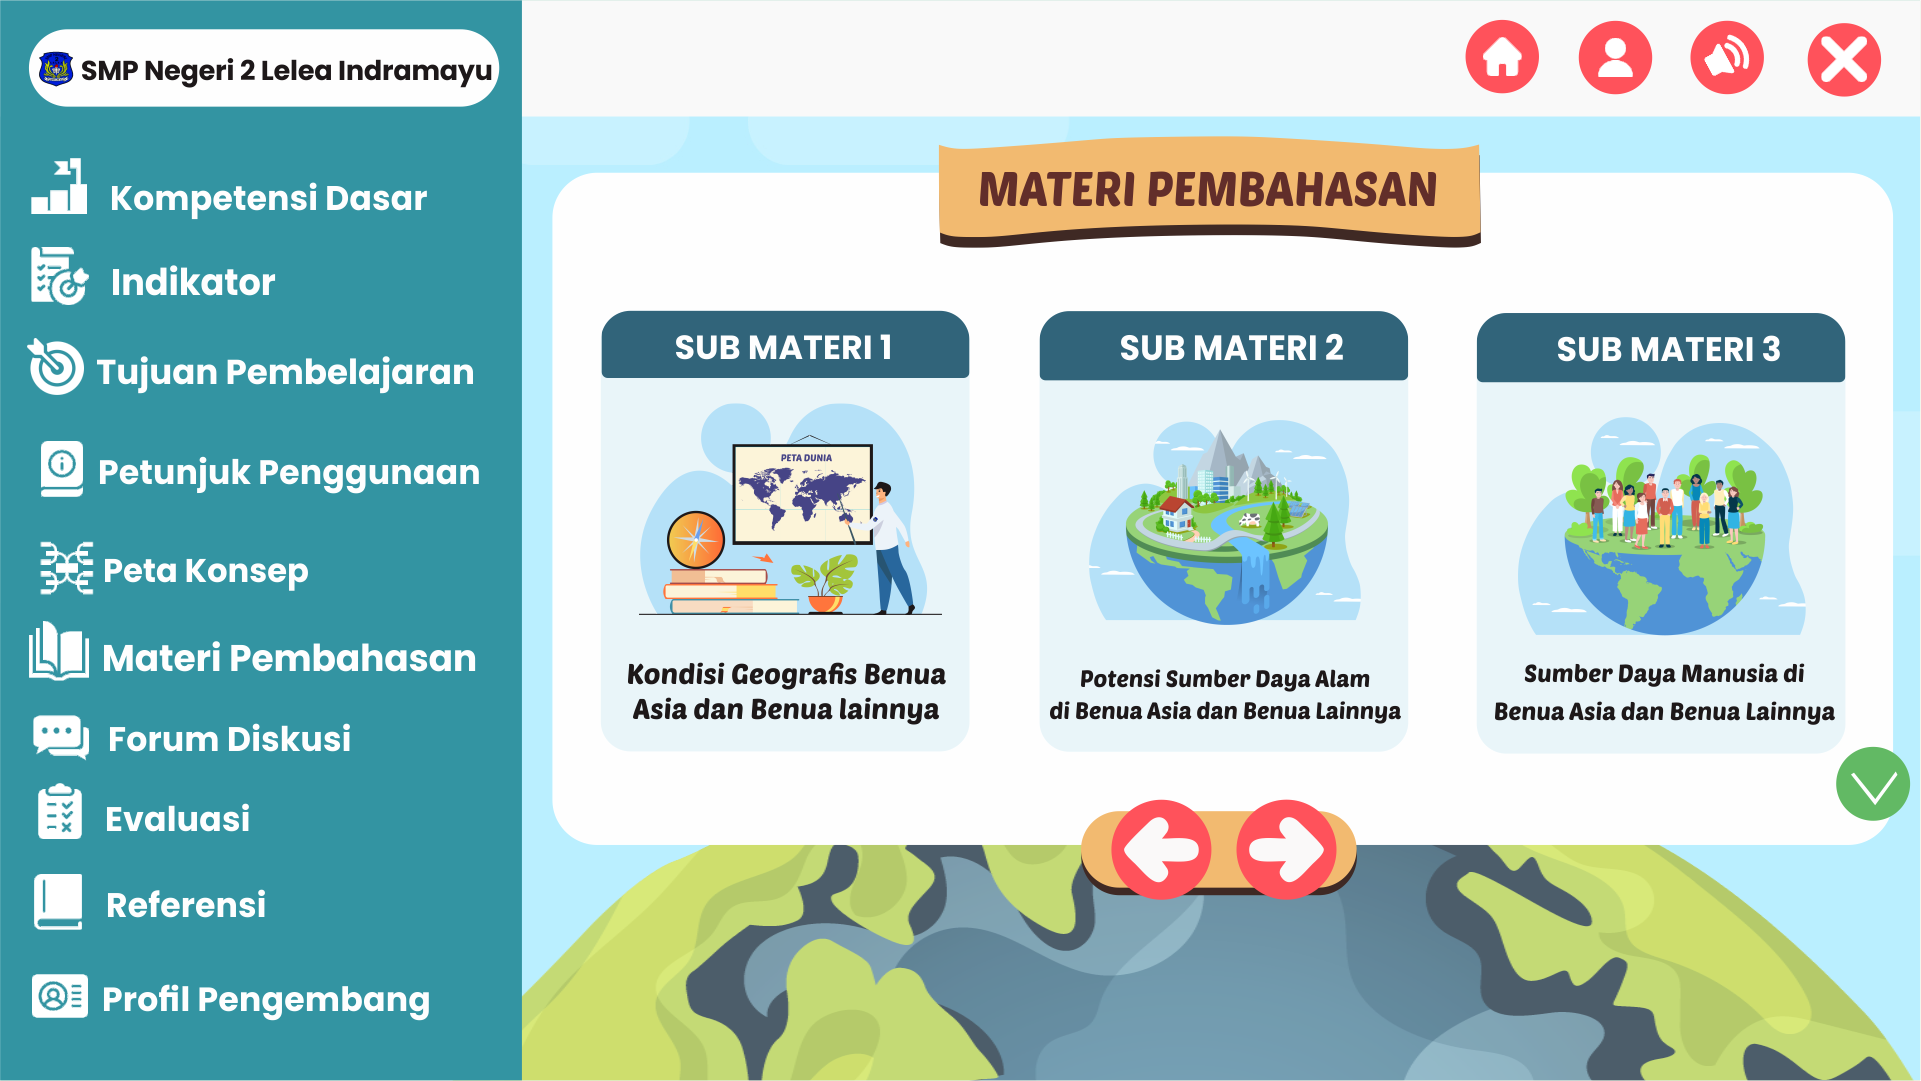 SMP Negeri 2 Lelea Indramayu
Kompetensi Dasar
Indikator
Tujuan Pembelajaran
Petunjuk Penggunaan
Peta Konsep
Materi Pembahasan
Forum Diskusi
Evaluasi
Referensi
Profil Pengembang
MATERI PEMBAHASAN
SUB MATERI 1
PETA DUNIA
Kondisi Geografis Benua
Asia dan Benua lainnya
SUB MATERI 2
Potensi Sumber Daya Alam
di Benua Asia dan Benua Lainnya
SUB MATERI 3
Sumber Daya Manusia di
Benua Asia dan Benua Lainnya